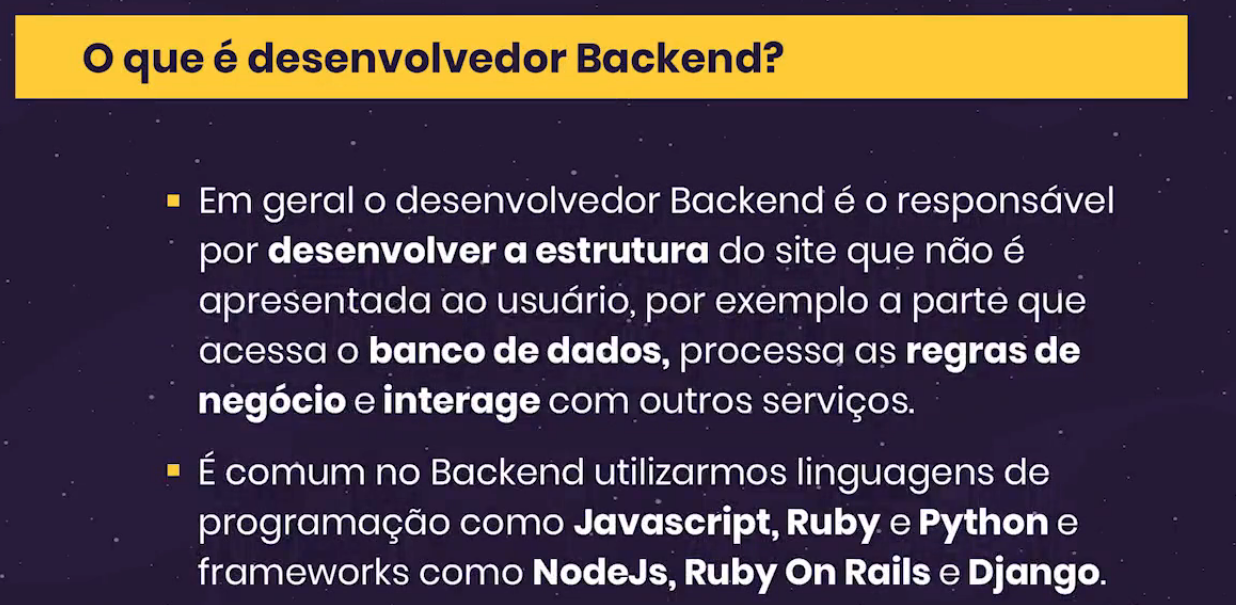 O que é desenvolvedor Backend?
Em geral o desenvolvedor Backend é o responsável
por desenvolver a estrutura do site que não é
apresentada ao usuário, por exemplo a parte que
acessa o banco de dados, processa as regras de
negócio e interage com outros serviços.
É comum no Backend utilizarmos linguagens de
programação como Javascript, Ruby e Python e
frameworks como NodeJs, Ruby On Rails e Django.